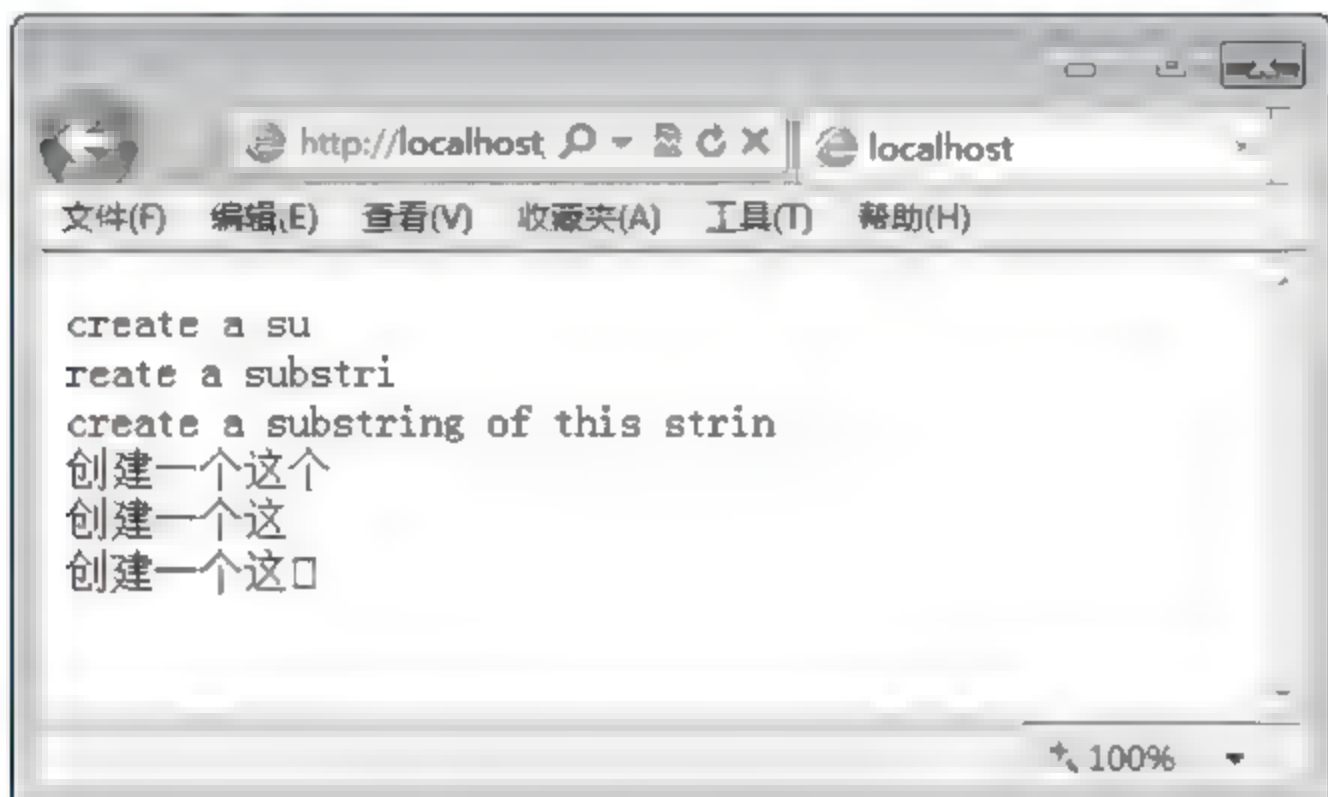 http://localhost localhost
文件(F) 编辑(E) 查看(V) 收藏夹(A) 工具(T) 帮助(H)
create a su
reate a substri
create a substring of this strin
创建一个这个
创建一个这
创建一个这□
100%